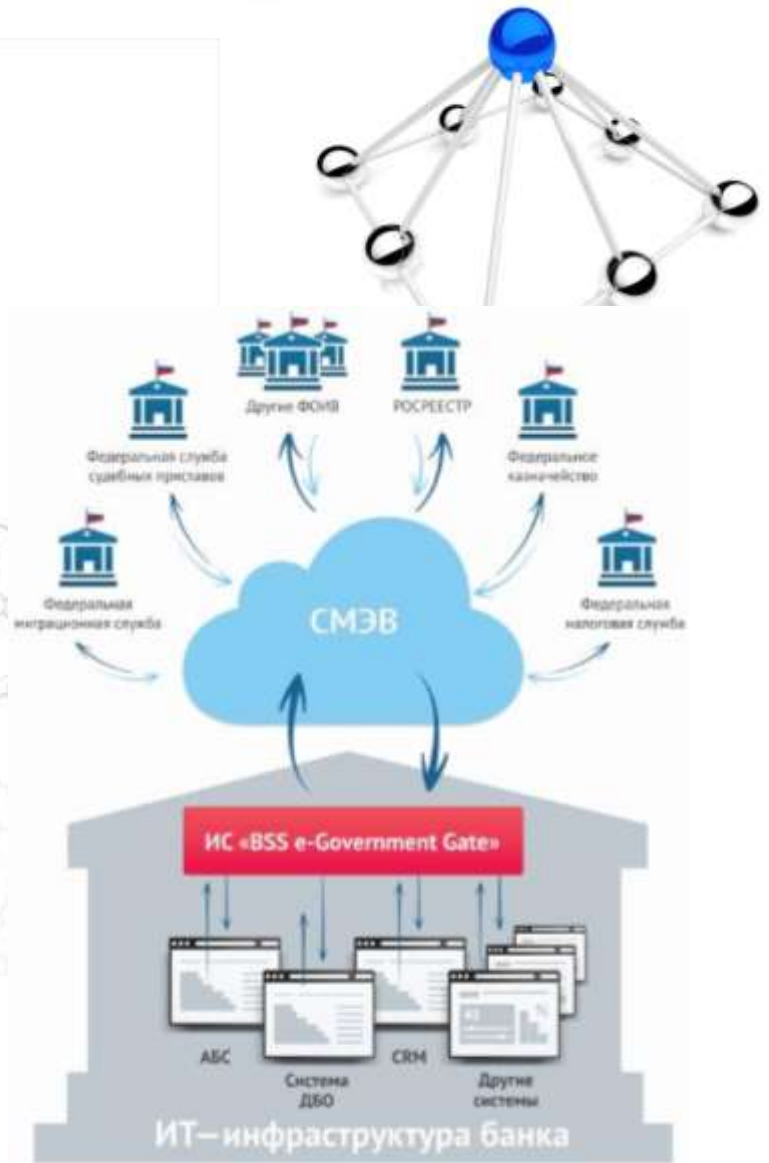 Другие ФОИВ
РОСРЕЕСТР
Федеральная служба
судебных приставов
Федеральное
казначейство
Федеральная
миграционная служба
Федеральная
налоговая служба
СМЭВ
ИС «BSS e-Government Gate»
АБС
Система
ДБО
CRM
Другие
системы
ИТ—инфраструктура банка